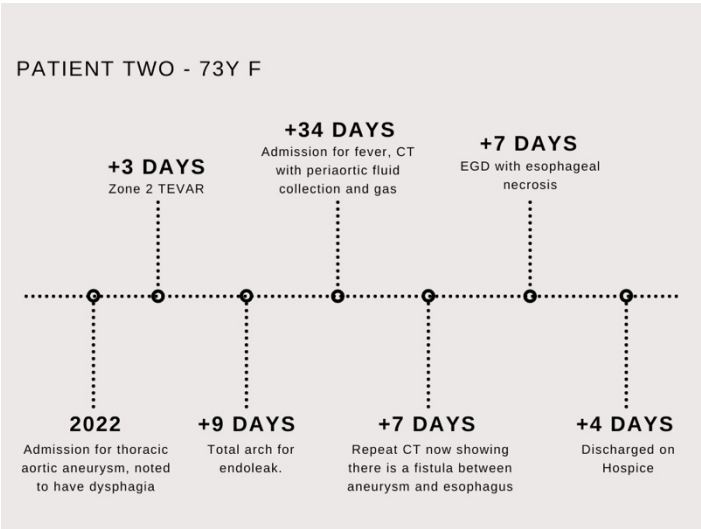 PATIENT TWO - 73Y F
+3 DAYS
Zone 2 TEVAR
+34 DAYS
Admission for fever, CT
with periaortic fluid
collection and gas
+7 DAYS
EGD with esophageal
necrosis
2022
Admission for thoracic
aortic aneurysm, noted
to have dysphagia
+9 DAYS
Total arch for
endoleak.
+7 DAYS
Repeat CT now showing
there is a fistula between
aneurysm and esophagus
+4 DAYS
Discharged on
Hospice